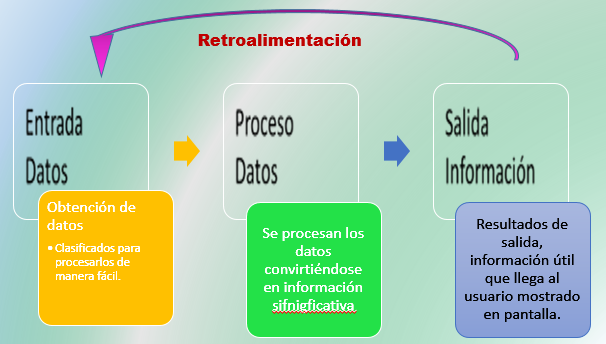 Retroalimentación
Entrada
Datos
Proceso
Datos
Salida
Información
Obtención de
datos
• Clasificados para
procesarlos de
manera fácil.
Se procesan los
datos
convirtiéndose
en información
sifnigficativa
Resultados de
salida,
información útil
que llega al
usuario mostrado
en pantalla.